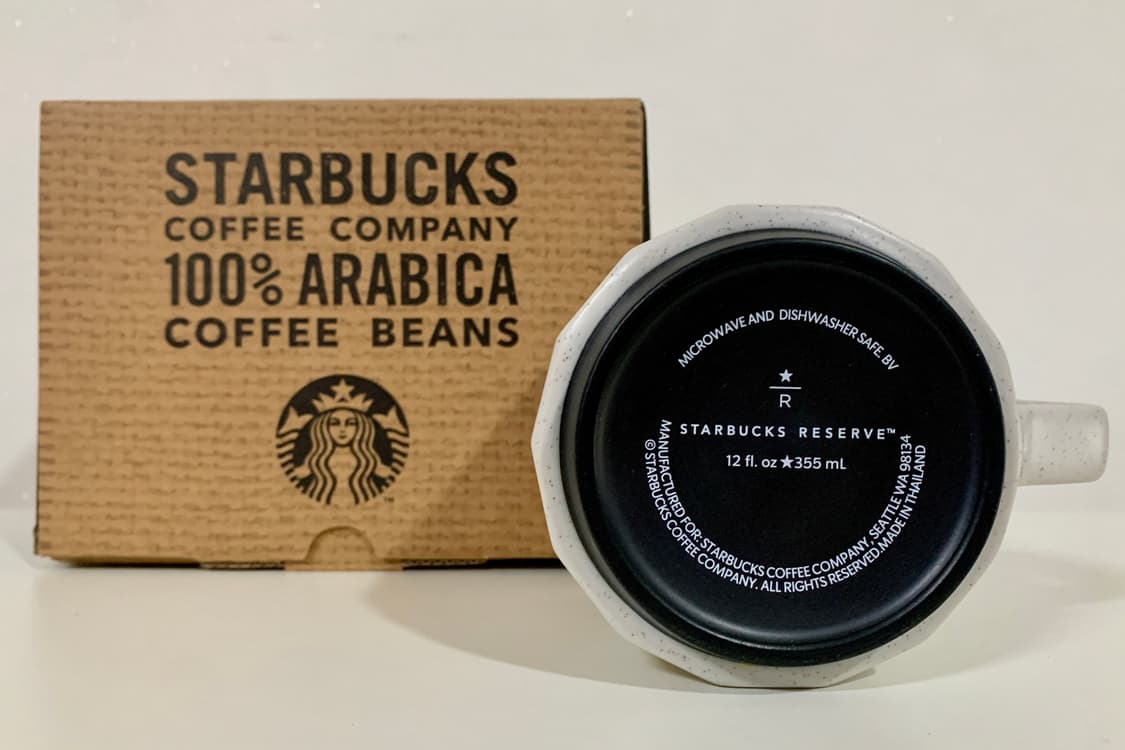 STARBUCKS
COFFEE COMPANY
100% ARABICA
COFFEE BEANS
TM
MICROWAVE AND DISHWASHER SAFE. BV
R
STARBUCKS RESERVE™
12 fl. oz★355 mL
MANUFACTURED FOR: STARBUCKS COFFEE COMPANY, SEATTLE WA 98134
©STARBUCKS COFFEE COMPANY. ALL RIGHTS RESERVED.MADE IN THAILAND